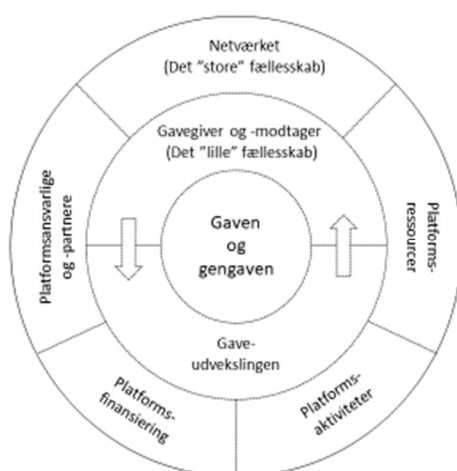 Netværket
(Det ”store” fællesskab)
Gavegiver og -modtager
(Det ”lille” fællesskab)
Platformsansvarlige
og -partnere
Gaven
og
gengaven
Platforms-
ressourcer
Gave-
udvekslingen
Platforms-
finansiering
Platforms-
aktiviteter